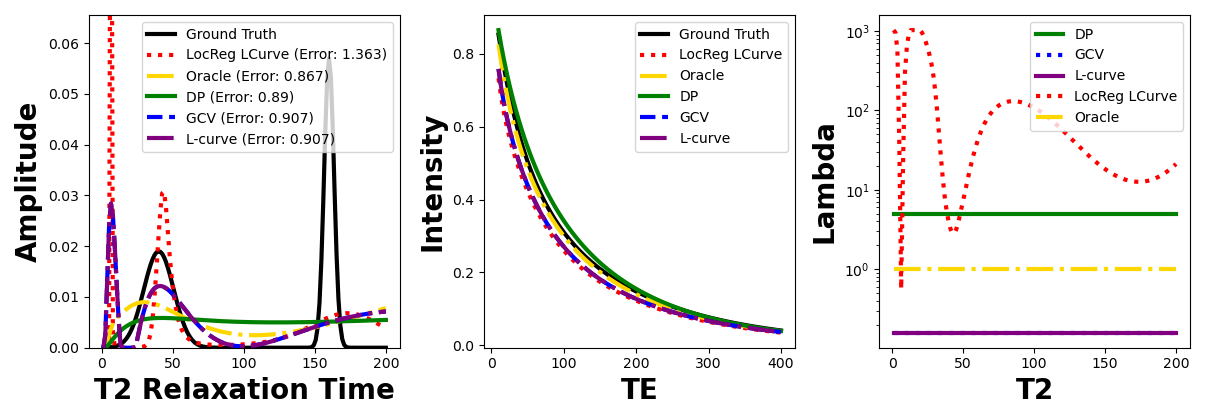 Amplitude
0.06
0.05
0.04
0.03
0.02
0.01
0.00
0
50
100
150
200
T2 Relaxation Time
Ground Truth
LocReg LCurve (Error: 1.363)
Oracle (Error: 0.867)
DP (Error: 0.89)
GCV (Error: 0.907)
L-curve (Error: 0.907)
Intensity
0.8
0.6
0.4
0.2
0.0
0
100
200
300
400
TE
Ground Truth
LocReg LCurve
Oracle
DP
GCV
L-curve
Lambda
10³
10²
10¹
10⁰
0
50
100
150
200
T2
DP
GCV
L-curve
LocReg LCurve
Oracle